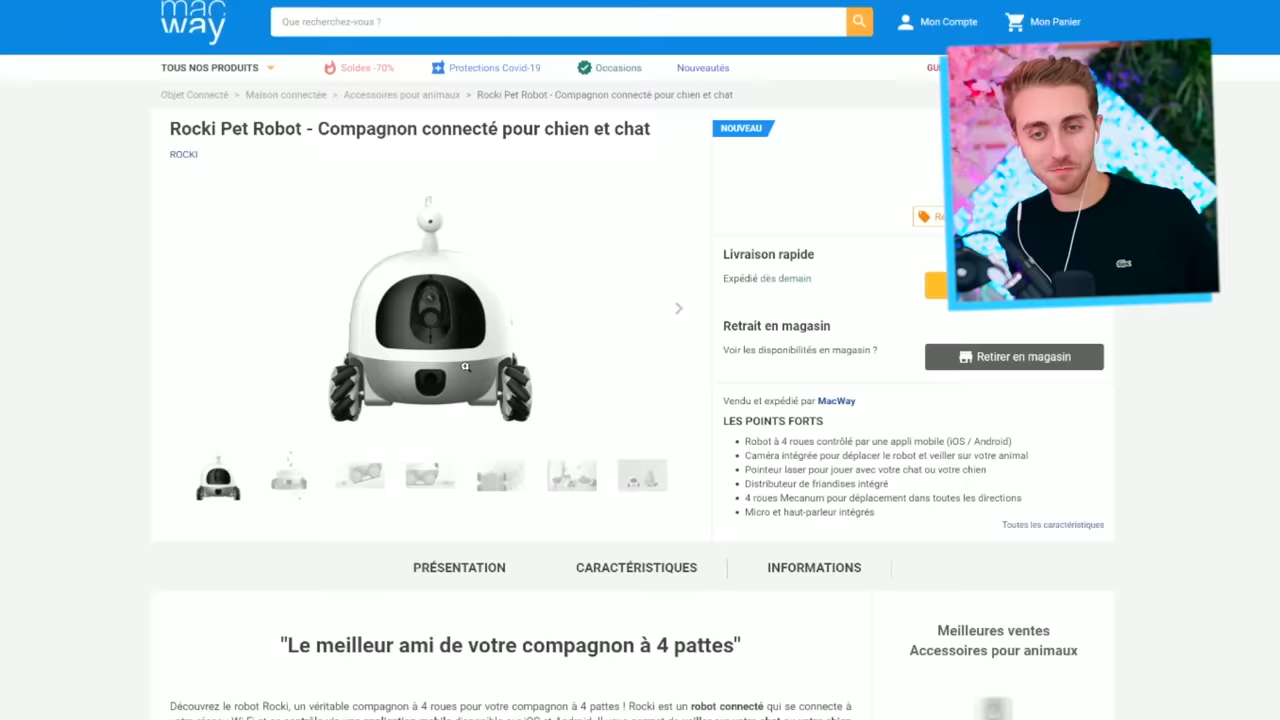 mac
way
Que recherchez-vous ?
Mon Compte
Mon Panier
TOUS NOS PRODUITS
Soldes -70%
Protections Covid-19
Occasions
Nouveautés
Objet Connecté > Maison connectée > Accessoires pour animaux > Rocki Pet Robot - Compagnon connecté pour chien et chat
Rocki Pet Robot - Compagnon connecté pour chien et chat
ROCKI
NOUVEAU
Livraison rapide
Expédié dès demain
Retrait en magasin
Voir les disponibilités en magasin ?
Retirer en magasin
Vendu et expédié par MacWay
LES POINTS FORTS
Robot à 4 roues contrôlé par une appli mobile (iOS / Android)
Caméra intégrée pour déplacer le robot et veiller sur votre animal
Pointeur laser pour jouer avec votre chat ou votre chien
Distributeur de friandises intégré
4 roues Mecanum pour déplacement dans toutes les directions
Micro et haut-parleur intégrés
Toutes les caractéristiques
PRÉSENTATION
CARACTÉRISTIQUES
INFORMATIONS
"Le meilleur ami de votre compagnon à 4 pattes"
Meilleures ventes
Accessoires pour animaux
Découvrez le robot Rocki, un véritable compagnon à 4 roues pour votre compagnon à 4 pattes ! Rocki est un robot connecté qui se connecte à